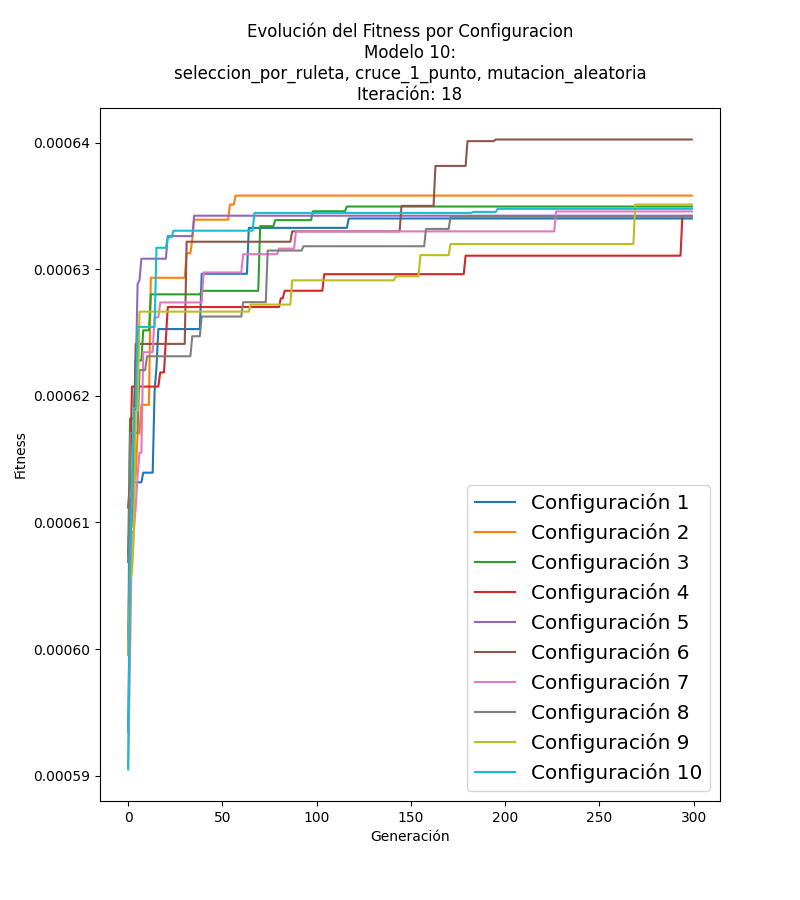 Evolución del Fitness por Configuracion
Modelo 10:
seleccion_por_ruleta, cruce_1_punto, mutacion_aleatoria
Iteración: 18
0.00064
0.00063
0.00062
0.00061
0.00060
0.00059
Fitness
Configuración 1
Configuración 2
Configuración 3
Configuración 4
Configuración 5
Configuración 6
Configuración 7
Configuración 8
Configuración 9
Configuración 10
0 50 100 150 200 250 300
Generación